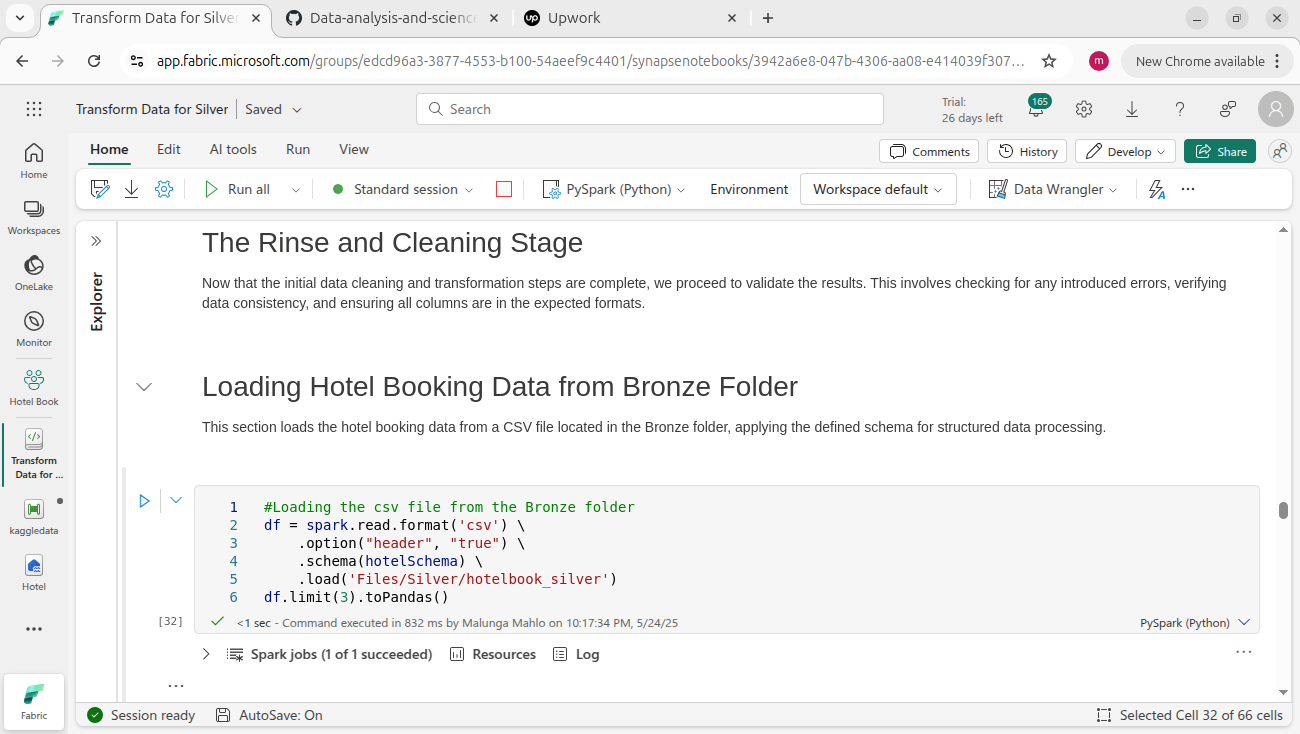 Transform Data for Silver
Data-analysis-and-science
Upwork
app.fabric.microsoft.com/groups/edcd96a3-3877-4553-b100-54aeef9c4401/synapsenotebooks/3942a6e8-047b-4306-aa08-e414039f307...
m
New Chrome available
Transform Data for Silver
Saved
Search
Trial:
26 days left
165
Home
Edit
AI tools
Run
View
Comments
History
Develop
Share
Run all
Standard session
PySpark (Python)
Environment
Workspace default
Data Wrangler
Home
Workspaces
OneLake
Monitor
Hotel Book
Transform
Data for ...
kaggledata
Hotel
Fabric
Explorer
The Rinse and Cleaning Stage
Now that the initial data cleaning and transformation steps are complete, we proceed to validate the results. This involves checking for any introduced errors, verifying
data consistency, and ensuring all columns are in the expected formats.
Loading Hotel Booking Data from Bronze Folder
This section loads the hotel booking data from a CSV file located in the Bronze folder, applying the defined schema for structured data processing.
1 #Loading the csv file from the Bronze folder
2 df = spark.read.format('csv') \
3 .option("header", "true") \
4 .schema(hotelSchema) \
5 .load('Files/Silver/hotelbook_silver')
6 df.limit(3).toPandas()
[32]
<1 sec - Command executed in 832 ms by Malunga Mahlo on 10:17:34 PM, 5/24/25
PySpark (Python)
Spark jobs (1 of 1 succeeded)
Resources
Log
Session ready
AutoSave: On
Selected Cell 32 of 66 cells